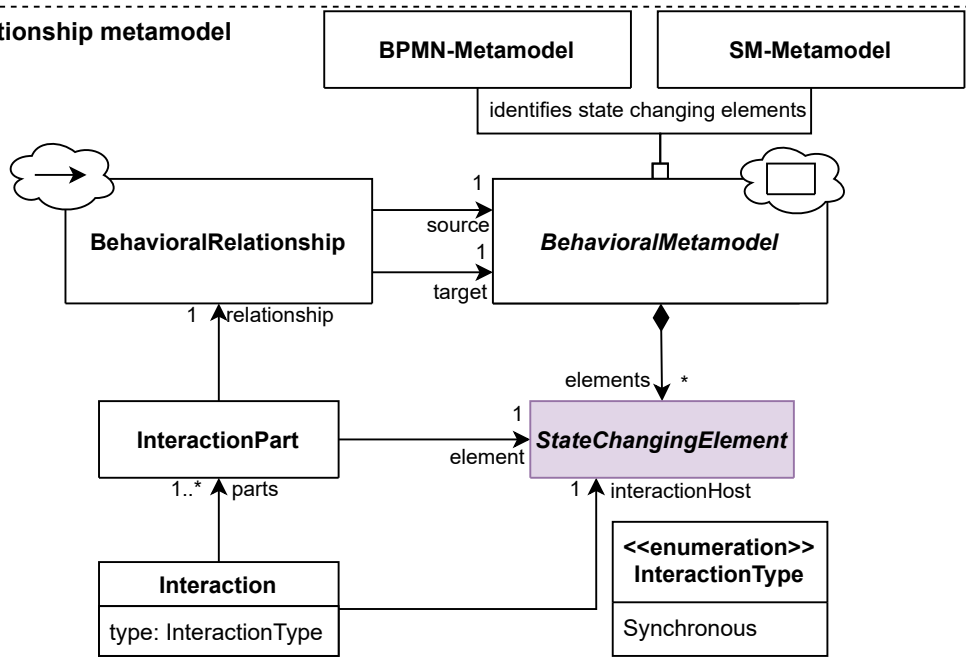 tionship metamodel
BPMN-Metamodel
SM-Metamodel
identifies state changing elements
BehavioralRelationship
1
source
1
target
BehavioralMetamodel
1 relationship
elements *
InteractionPart
1
element
StateChangingElement
1..* parts
1 interactionHost
Interaction
type: InteractionType
<<enumeration>>
InteractionType
Synchronous